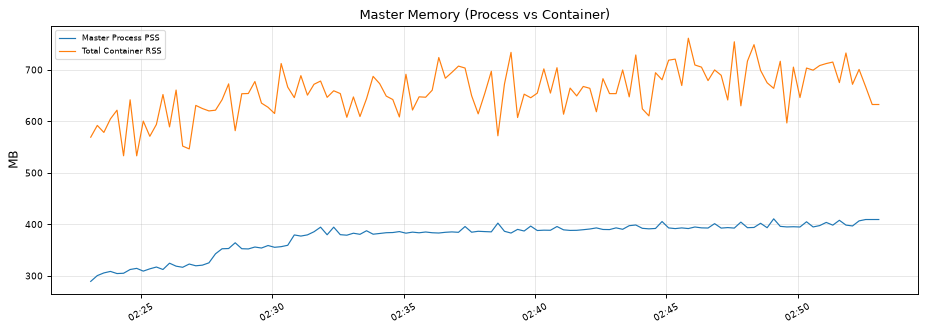 Master Memory (Process vs Container)
Master Process PSS
Total Container RSS
MB
700
600
500
400
300
02:25
02:30
02:35
02:40
02:45
02:50